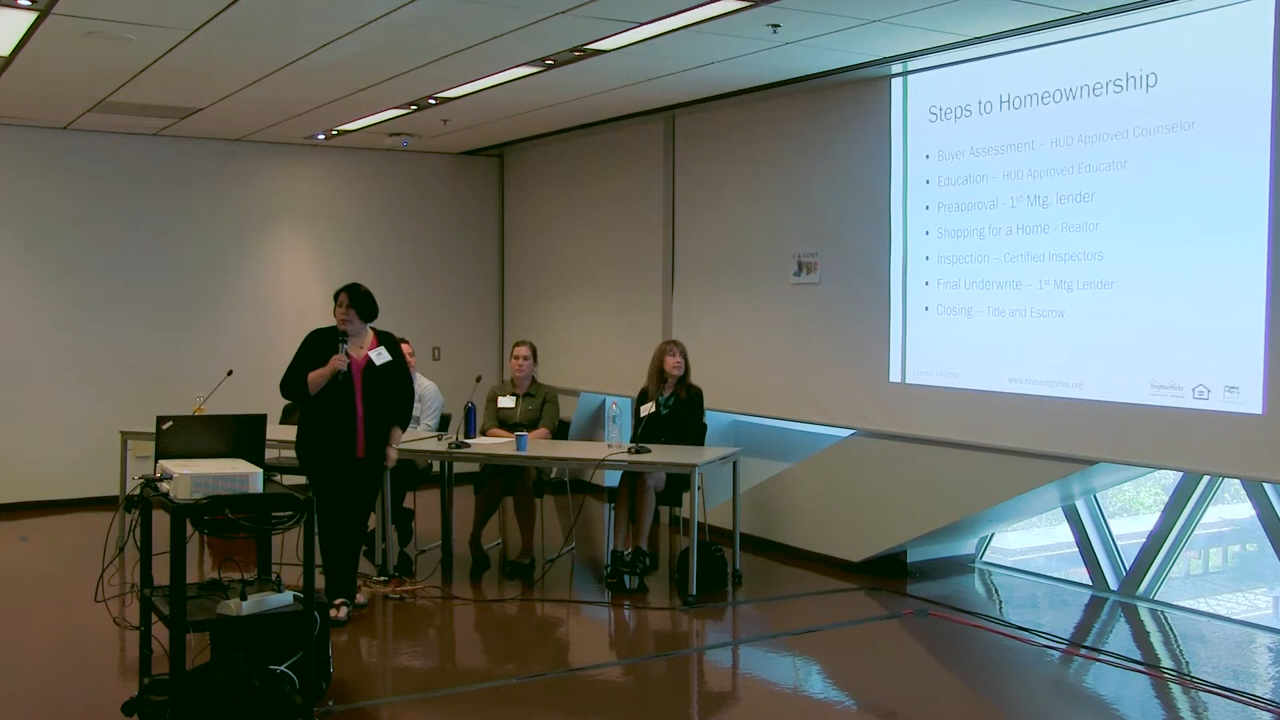 Steps to Homeownership
Buyer Assessment – HUD Approved Counselor
Education – HUD Approved Educator
Preapproval - 1st Mtg. lender
Shopping for a Home - Realtor
Inspection – Certified Inspectors
Final Underwrite – 1st Mtg Lender
Closing – Title and Escrow